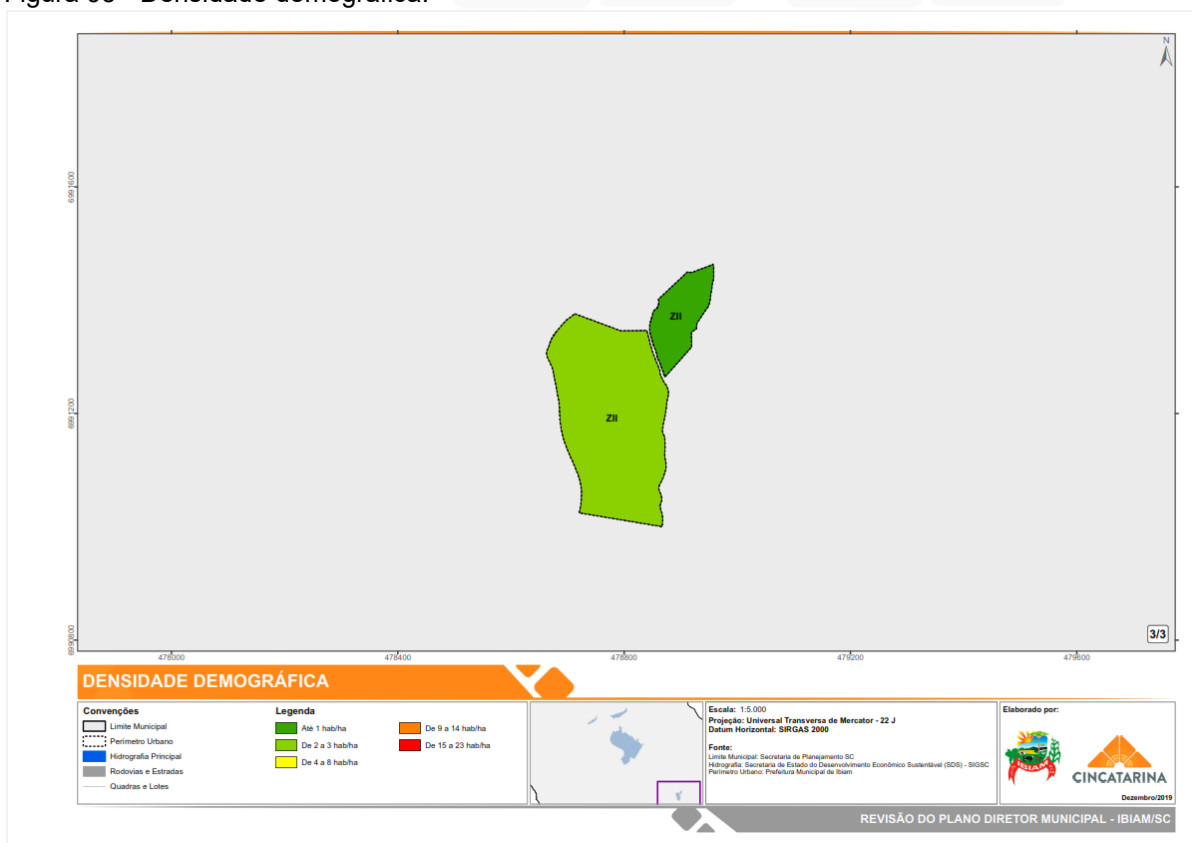 N
6991600
6991200
6990800
ZII
ZII
3/3
478000
478400
478800
479200
479600
DENSIDADE DEMOGRÁFICA
Convenções
Limite Municipal
Perímetro Urbano
Hidrografia Principal
Rodovias e Estradas
Quadras e Lotes
Legenda
Até 1 hab/ha
De 2 a 3 hab/ha
De 4 a 8 hab/ha
De 9 a 14 hab/ha
De 15 a 23 hab/ha
Escala: 1:5.000
Projeção: Universal Transversa de Mercator - 22 J
Datum Horizontal: SIRGAS 2000
Fonte:
Limite Municipal: Secretaria de Planejamento SC
Hidrografia: Secretaria de Estado do Desenvolvimento Econômico Sustentável (SDS) - SIGSC
Perímetro Urbano: Prefeitura Municipal de Ibiam
Elaborado por:
IBIAM
CINCATARINA
Dezembro/2019
REVISÃO DO PLANO DIRETOR MUNICIPAL - IBIAM/SC